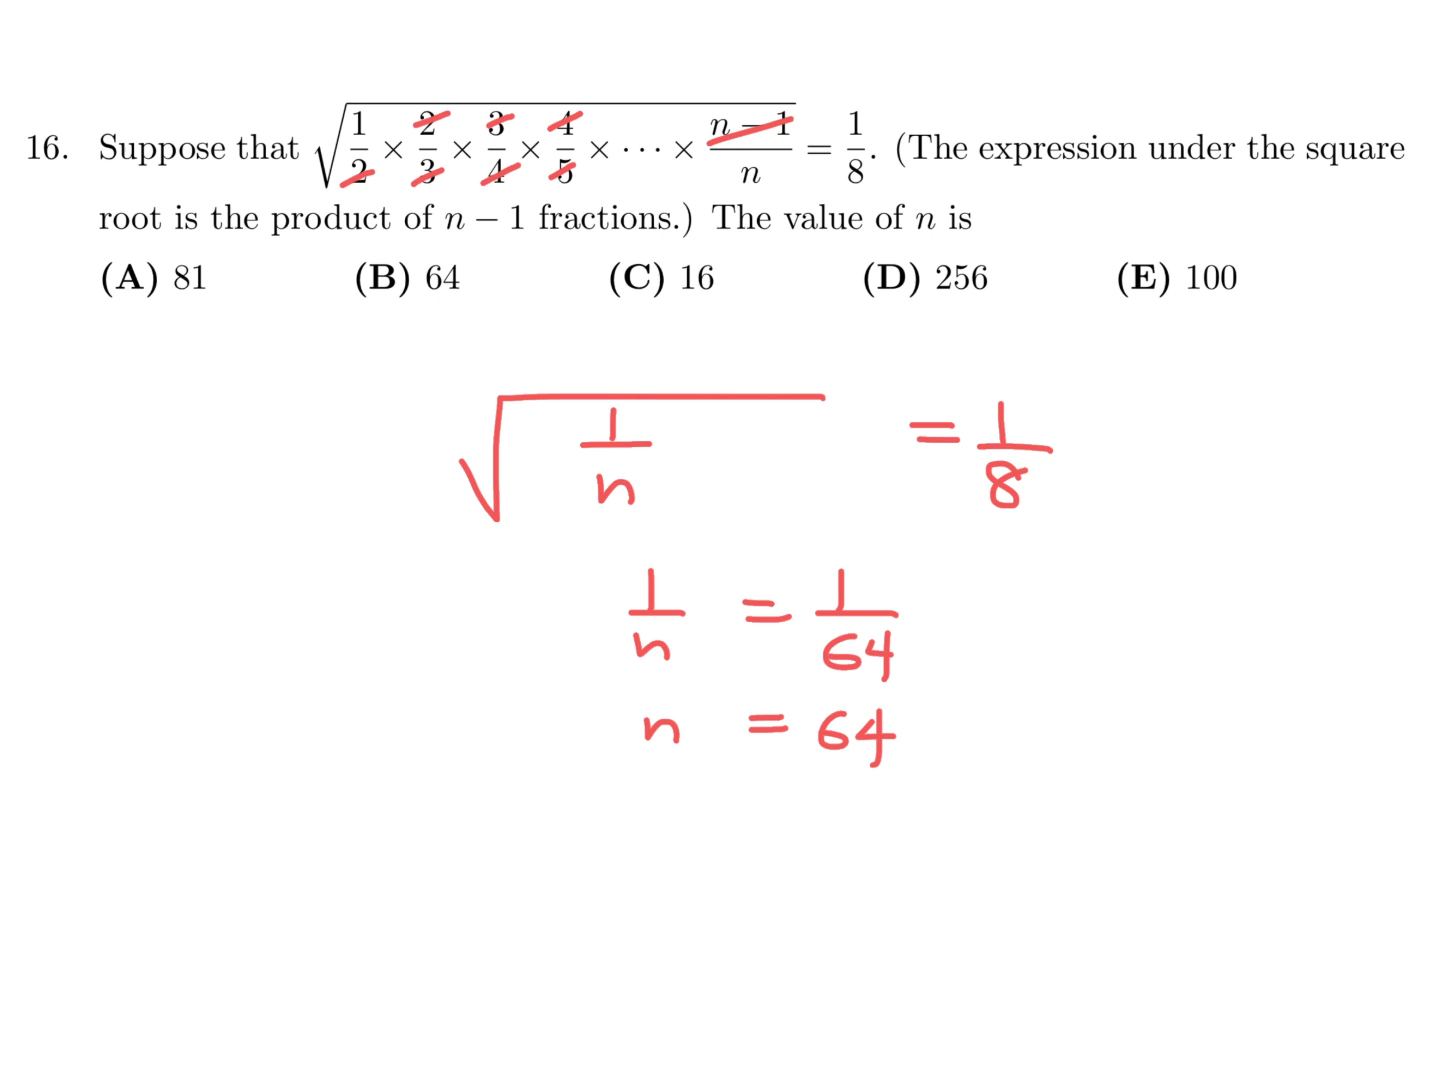 16. Suppose that √(1/2 × 2/3 × 3/4 × 4/5 × ··· × (n − 1)/n) = 1/8. (The expression under the square
root is the product of n − 1 fractions.) The value of n is
(A) 81 (B) 64 (C) 16 (D) 256 (E) 100
√(1/n) = 1/8
1/n = 1/64
n = 64